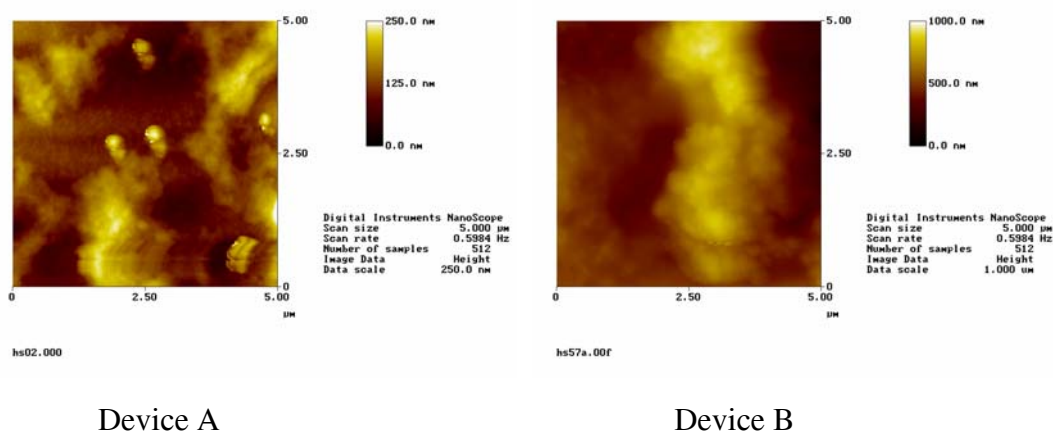 5.00
250.0 nm
125.0 nm
0.0 nm
2.50
Digital Instruments NanoScope
Scan size 5.000 µm
Scan rate 0.5984 Hz
Number of samples 512
Image Data Height
Data scale 250.0 nm
0
0 2.50 5.00
µm
hs02.000
Device A
5.00
1000.0 nm
500.0 nm
0.0 nm
2.50
Digital Instruments NanoScope
Scan size 5.000 µm
Scan rate 0.5984 Hz
Number of samples 512
Image Data Height
Data scale 1.000 um
0
0 2.50 5.00
µm
hs57a.00f
Device B